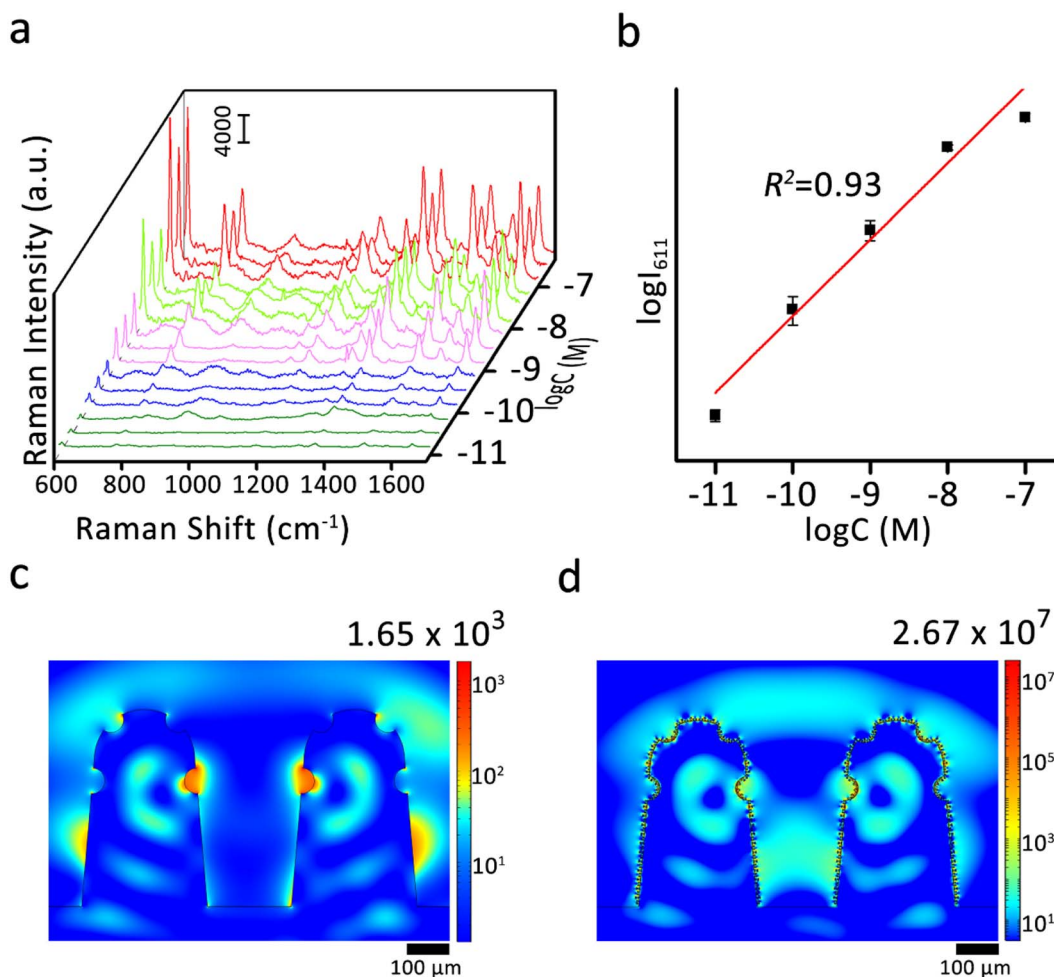 a
4000
Raman Intensity (a.u.)
-7
-8
-9
-10
-11
logC (M)
600 800 1000 1200 1400 1600
Raman Shift (cm⁻¹)
b
R²=0.93
logI₆₁₁
-11 -10 -9 -8 -7
logC (M)
c
1.65 x 10³
10³
10²
10¹
100 μm
d
2.67 x 10⁷
10⁷
10⁵
10³
10¹
100 μm